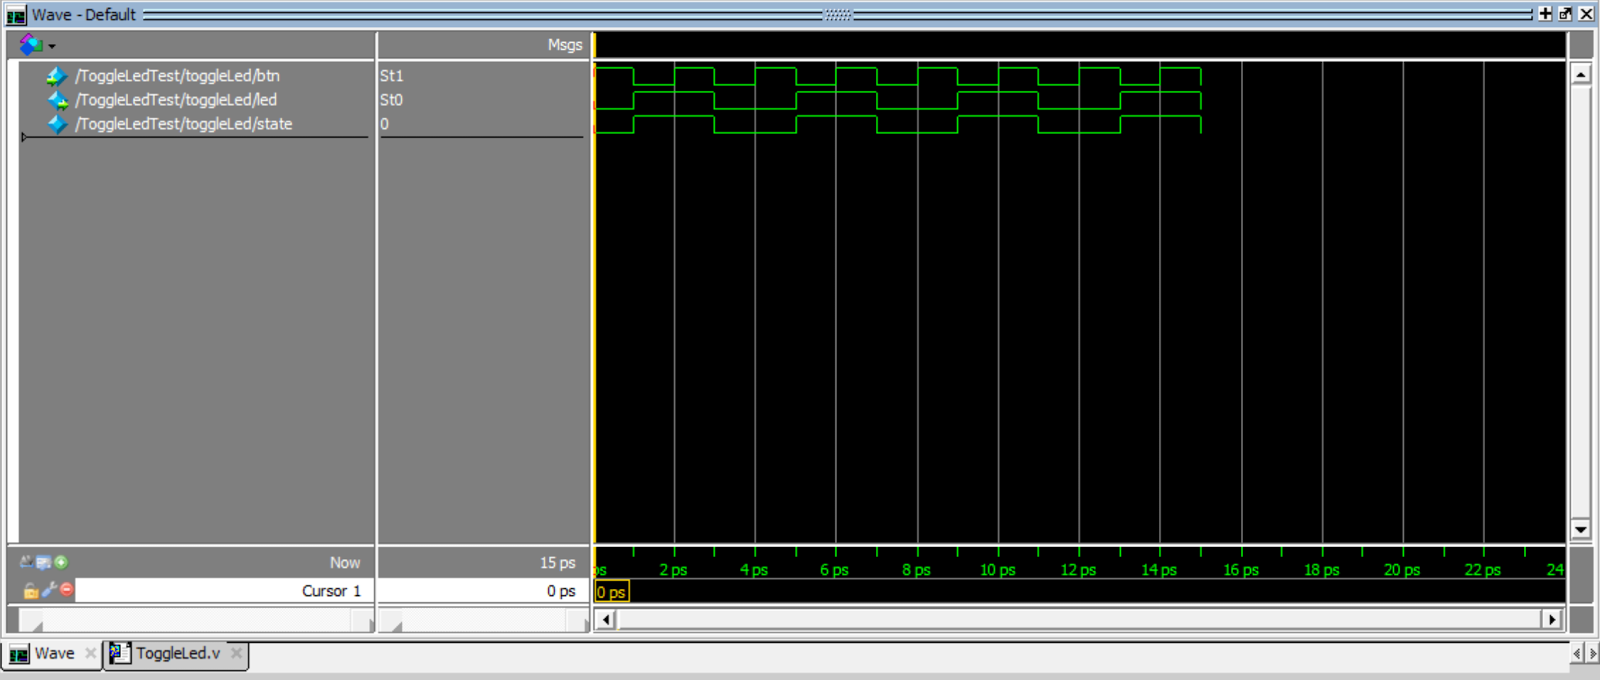 Wave - Default
Msgs
/ToggleLedTest/toggleLed/btn St1
/ToggleLedTest/toggleLed/led St0
/ToggleLedTest/toggleLed/state 0
Now 15 ps
ps 2 ps 4 ps 6 ps 8 ps 10 ps 12 ps 14 ps 16 ps 18 ps 20 ps 22 ps 24
Cursor 1 0 ps 0 ps
Wave ToggleLed.v